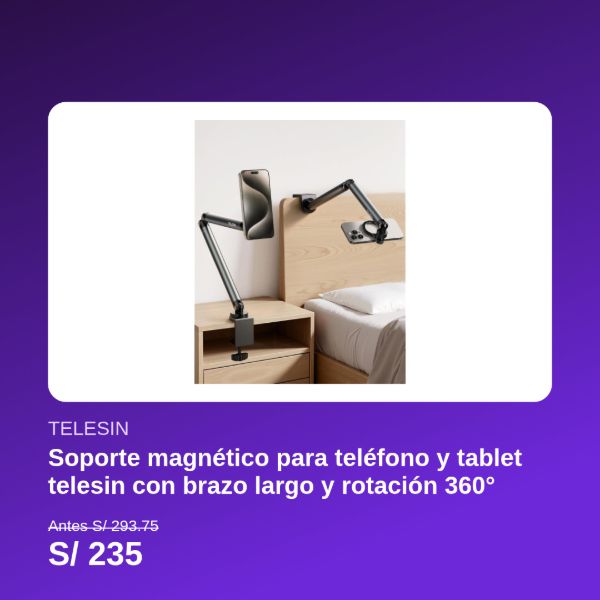 TELESIN
Soporte magnético para teléfono y tablet
telesin con brazo largo y rotación 360°
Antes S/ 293.75
S/ 235